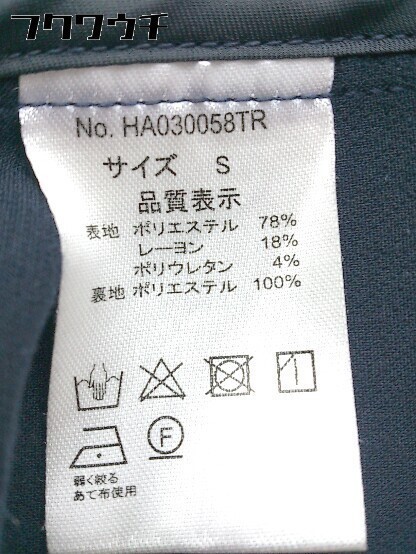 フクワウチ
No. HA030058TR
サイズ S
品質表示
表地 ポリエステル 78%
レーヨン 18%
ポリウレタン 4%
裏地 ポリエステル 100%
F
弱く絞る
あて布使用